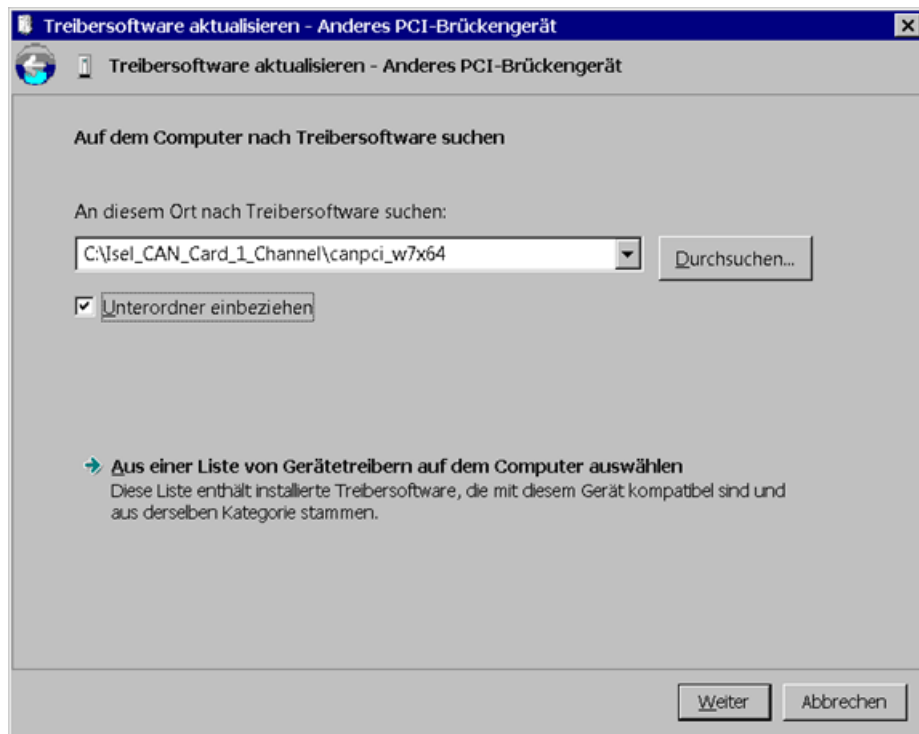 Treibersoftware aktualisieren - Anderes PCI-Brückengerät
Treibersoftware aktualisieren - Anderes PCI-Brückengerät
Auf dem Computer nach Treibersoftware suchen
An diesem Ort nach Treibersoftware suchen:
C:\Isel_CAN_Card_1_Channel\canpci_w7x64
Durchsuchen...
Unterordner einbeziehen
Aus einer Liste von Gerätetreibern auf dem Computer auswählen
Diese Liste enthält installierte Treibersoftware, die mit diesem Gerät kompatibel sind und
aus derselben Kategorie stammen.
Weiter Abbrechen